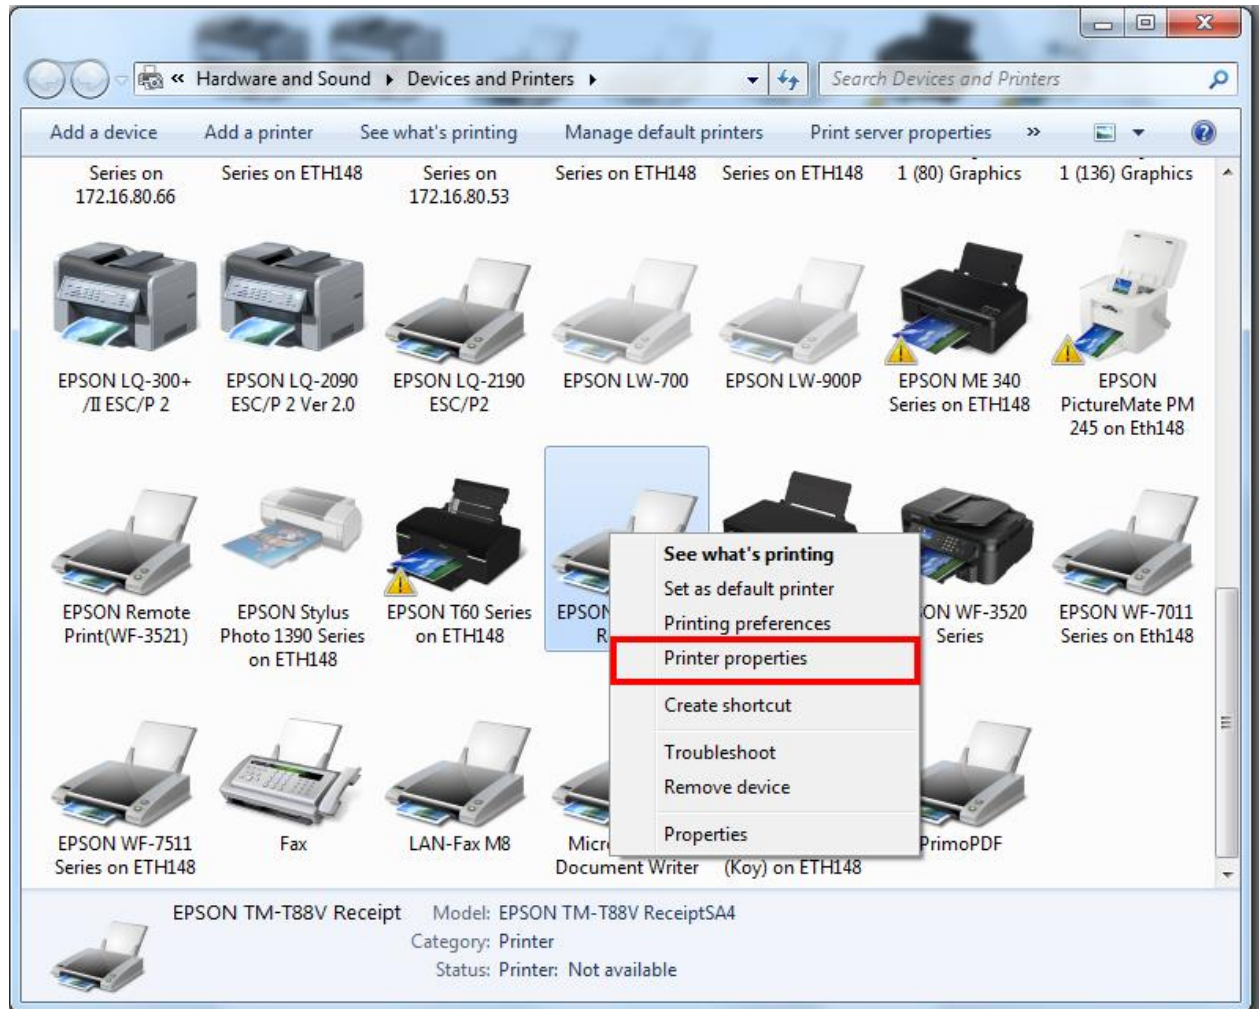 « Hardware and Sound ▸ Devices and Printers ▸
Search Devices and Printers
Add a device Add a printer See what's printing Manage default printers Print server properties »
Series on
172.16.80.66
Series on ETH148
Series on
172.16.80.53
Series on ETH148
Series on ETH148
1 (80) Graphics
1 (136) Graphics
EPSON LQ-300+
/II ESC/P 2
EPSON LQ-2090
ESC/P 2 Ver 2.0
EPSON LQ-2190
ESC/P2
EPSON LW-700
EPSON LW-900P
EPSON ME 340
Series on ETH148
EPSON
PictureMate PM
245 on Eth148
EPSON Remote
Print(WF-3521)
EPSON Stylus
Photo 1390 Series
on ETH148
EPSON T60 Series
on ETH148
EPSON
R
ON WF-3520
Series
EPSON WF-7011
Series on Eth148
See what's printing
Set as default printer
Printing preferences
Printer properties
Create shortcut
Troubleshoot
Remove device
Properties
EPSON WF-7511
Series on ETH148
Fax
LAN-Fax M8
Micr
Document Writer
(Koy) on ETH148
PrimoPDF
EPSON TM-T88V Receipt Model: EPSON TM-T88V ReceiptSA4
Category: Printer
Status: Printer: Not available